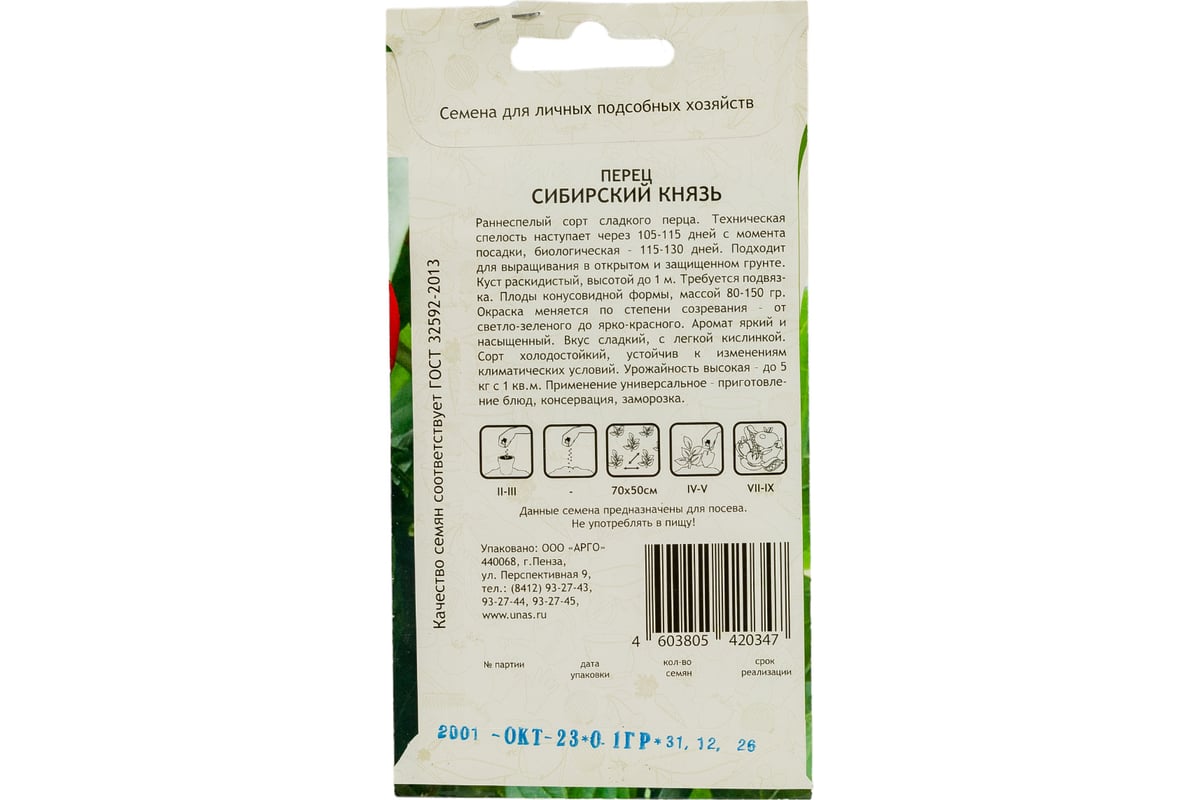 Семена для личных подсобных хозяйств
ПЕРЕЦ
СИБИРСКИЙ КНЯЗЬ
Раннеспелый сорт сладкого перца. Техническая
спелость наступает через 105-115 дней с момента
посадки, биологическая - 115-130 дней. Подходит
для выращивания в открытом и защищенном грунте.
Куст раскидистый, высотой до 1 м. Требуется подвяз-
ка. Плоды конусовидной формы, массой 80-150 гр.
Окраска меняется по степени созревания - от
светло-зеленого до ярко-красного. Аромат яркий и
насыщенный. Вкус сладкий, с легкой кислинкой.
Сорт холодостойкий, устойчив к изменениям
климатических условий. Урожайность высокая - до 5
кг с 1 кв.м. Применение универсальное - приготовле-
ние блюд, консервация, заморозка.
Качество семян соответствует ГОСТ 32592-2013
II-III - 70х50см IV-V VII-IX
Данные семена предназначены для посева.
Не употреблять в пищу!
Упаковано: ООО «АРГО»
440068, г.Пенза,
ул. Перспективная 9,
тел.: (8412) 93-27-43,
93-27-44, 93-27-45,
www.unas.ru
4 603805 420347
№ партии дата упаковки кол-во семян срок реализации
2001 -ОКТ-23*0.1ГР*31, 12, 26